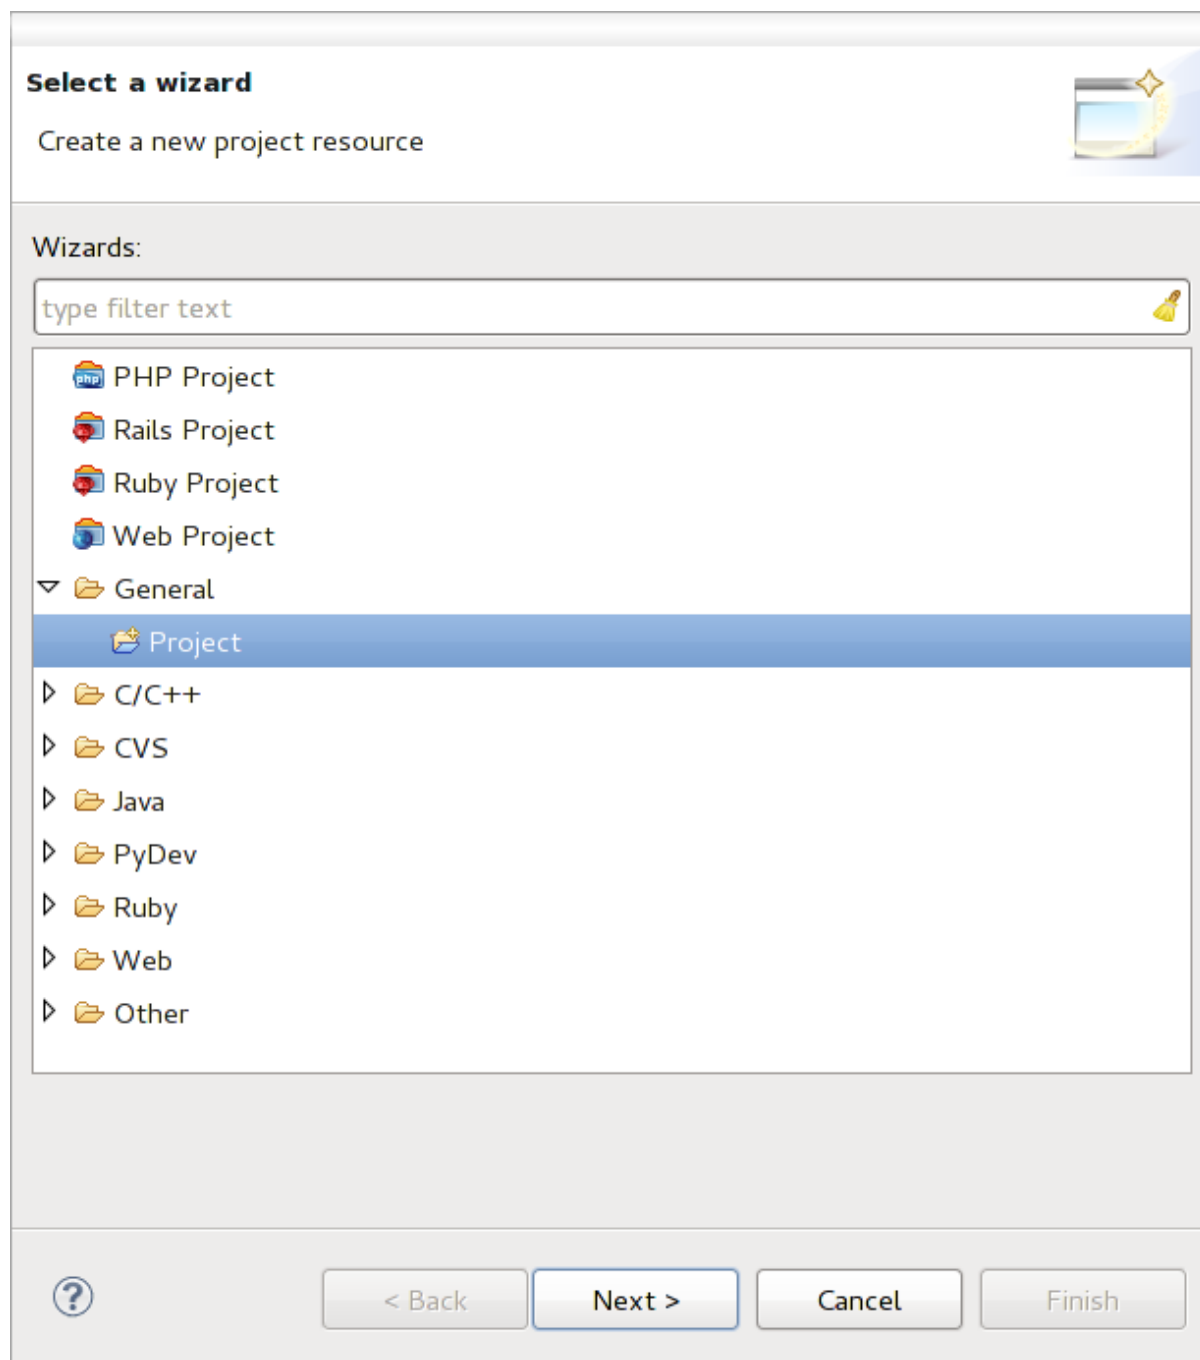 Select a wizard
Create a new project resource
Wizards:
type filter text
php PHP Project
Rails Project
Ruby Project
Web Project
General
Project
C/C++
CVS
Java
PyDev
Ruby
Web
Other
? < Back Next > Cancel Finish